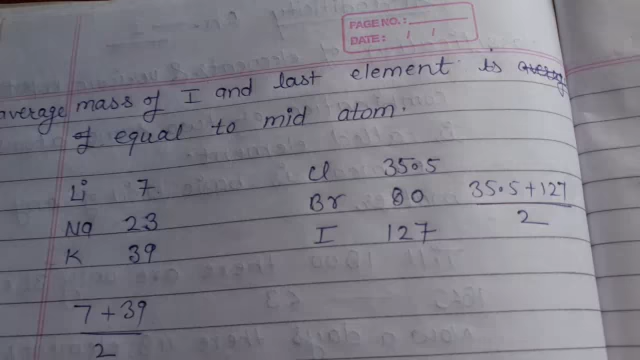 PAGE NO.:
DATE: / /
average mass of I and last element is
of equal to mid atom.
Li 7
Na 23
K 39
Cl 35.5
Br 80
I 127
35.5 + 127
2
7 + 39
2